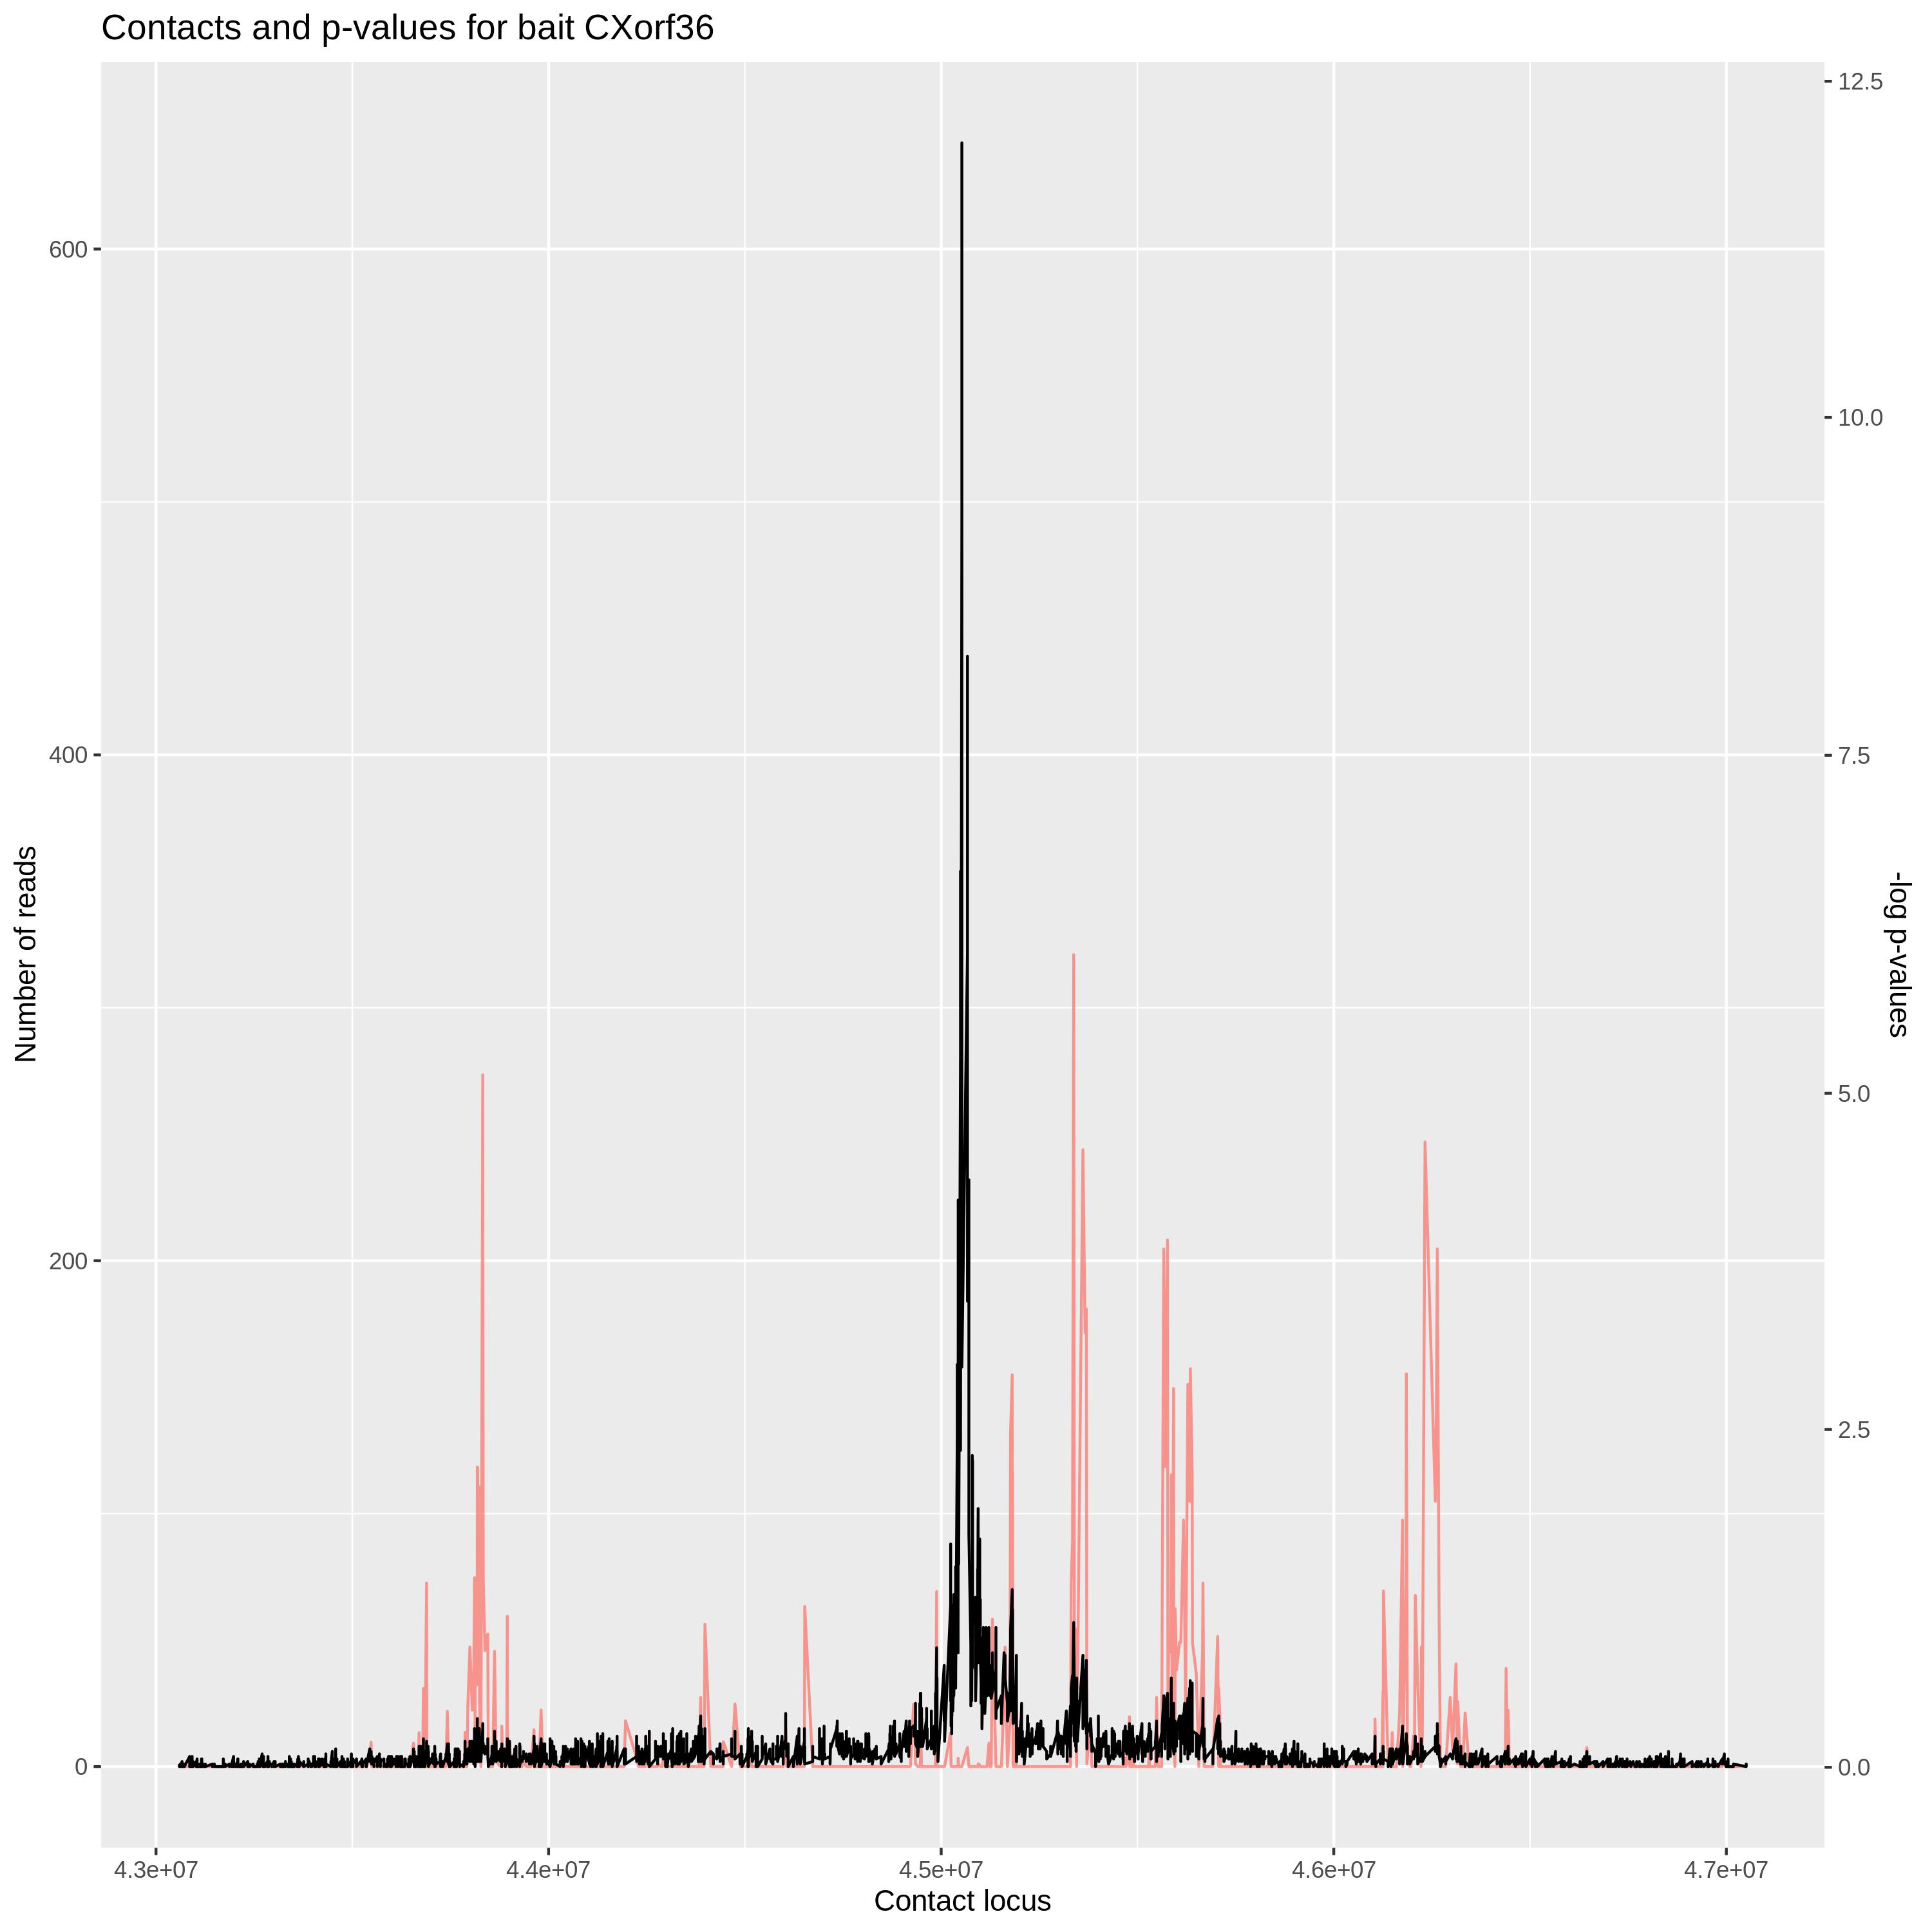 Contacts and p-values for bait CXorf36
12.5
600
10.0
400
7.5
Number of reads
-log p-values
5.0
200
2.5
0
0.0
4.3e+07 4.4e+07 4.5e+07 4.6e+07 4.7e+07
Contact locus